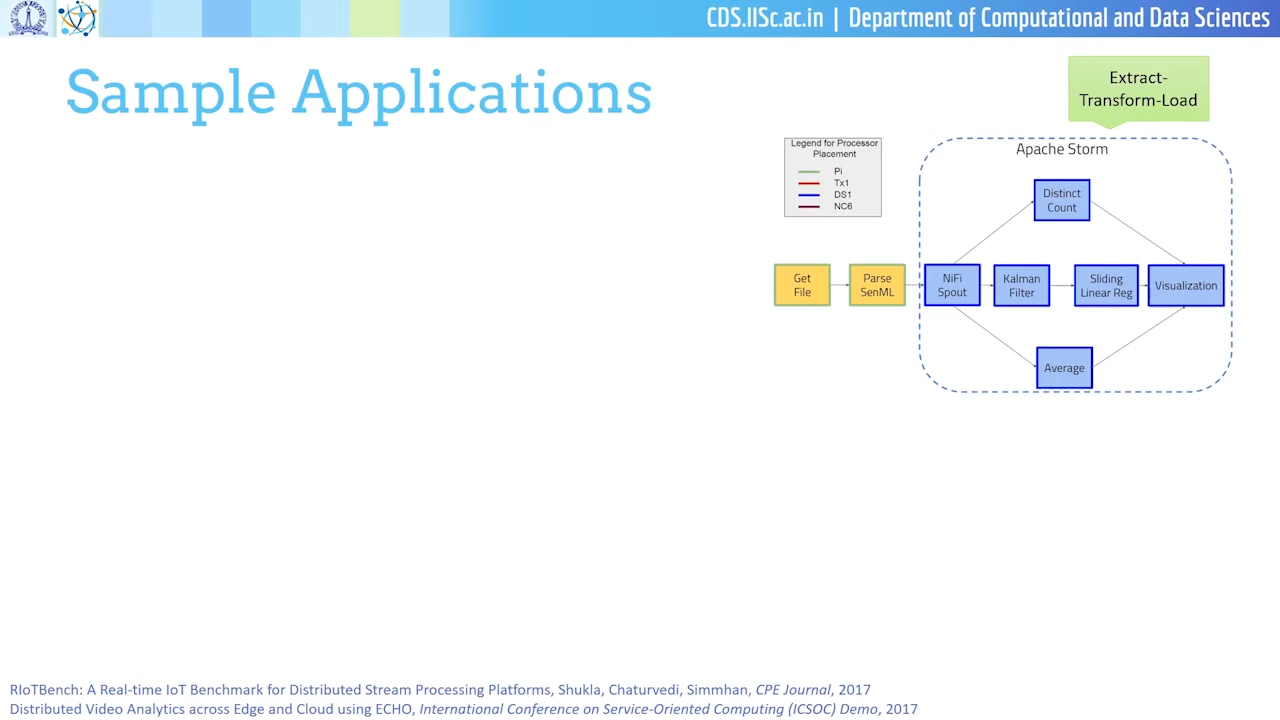 CDS.IISc.ac.in | Department of Computational and Data Sciences
Sample Applications
Extract-
Transform-Load
Legend for Processor
Placement
Pi
Tx1
DS1
NC6
Apache Storm
Distinct
Count
Get
File
Parse
SenML
NiFi
Spout
Kalman
Filter
Sliding
Linear Reg
Visualization
Average
RIoTBench: A Real-time IoT Benchmark for Distributed Stream Processing Platforms, Shukla, Chaturvedi, Simmhan, CPE Journal, 2017
Distributed Video Analytics across Edge and Cloud using ECHO, International Conference on Service-Oriented Computing (ICSOC) Demo, 2017